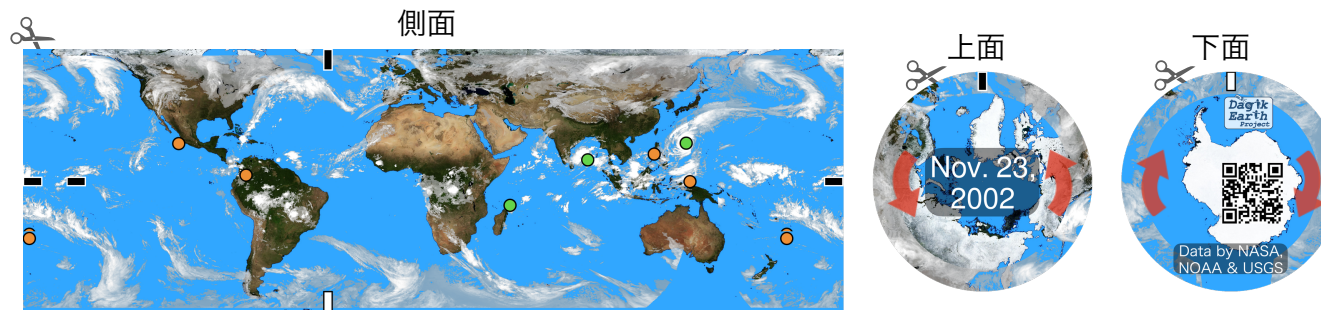 側面
上面
下面
Nov. 23,
2002
Dagik
Earth
Project
Data by NASA,
NOAA & USGS